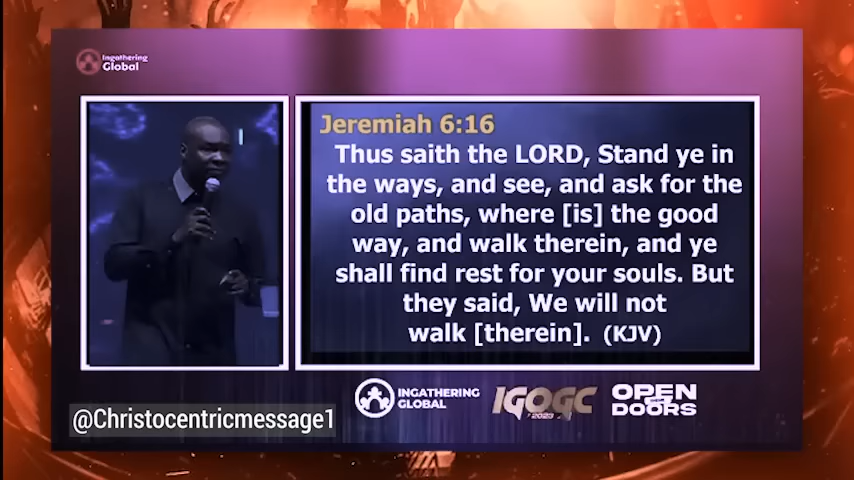 Ingathering
Global
Jeremiah 6:16
Thus saith the LORD, Stand ye in
the ways, and see, and ask for the
old paths, where [is] the good
way, and walk therein, and ye
shall find rest for your souls. But
they said, We will not
walk [therein]. (KJV)
INGATHERING
GLOBAL
IGOGC
2023
OPEN
DOORS
@Christocentricmessage1